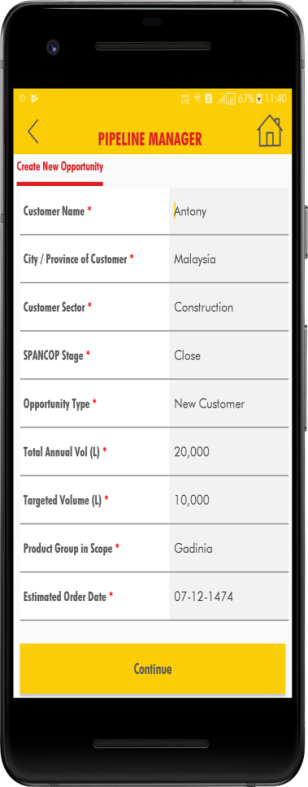 67% 11:40
PIPELINE MANAGER
Create New Opportunity
Customer Name * Antony
City / Province of Customer * Malaysia
Customer Sector * Construction
SPANCOP Stage * Close
Opportunity Type * New Customer
Total Annual Vol (L) * 20,000
Targeted Volume (L) * 10,000
Product Group in Scope * Gadinia
Estimated Order Date * 07-12-1474
Continue